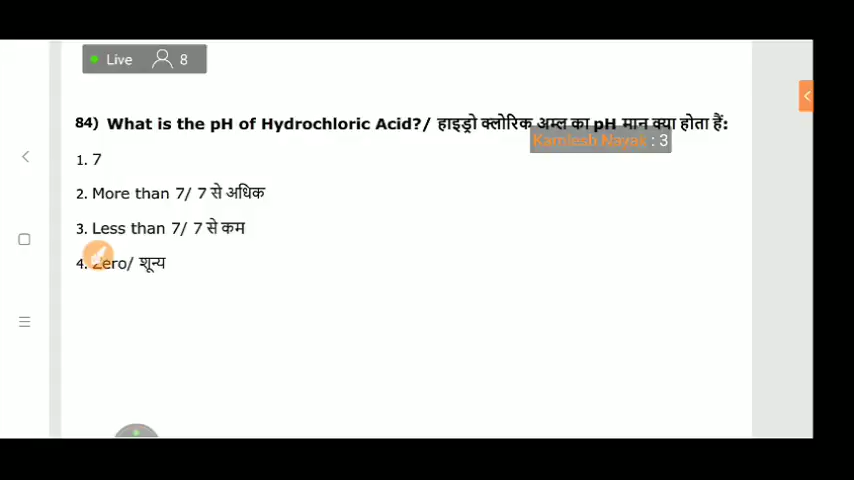 Live 8
84) What is the pH of Hydrochloric Acid?/ हाइड्रो क्लोरिक अम्ल का pH मान क्या होता हैं:
Kamlesh Nayas : 3
1. 7
2. More than 7/ 7 से अधिक
3. Less than 7/ 7 से कम
4. Zero/ शून्य